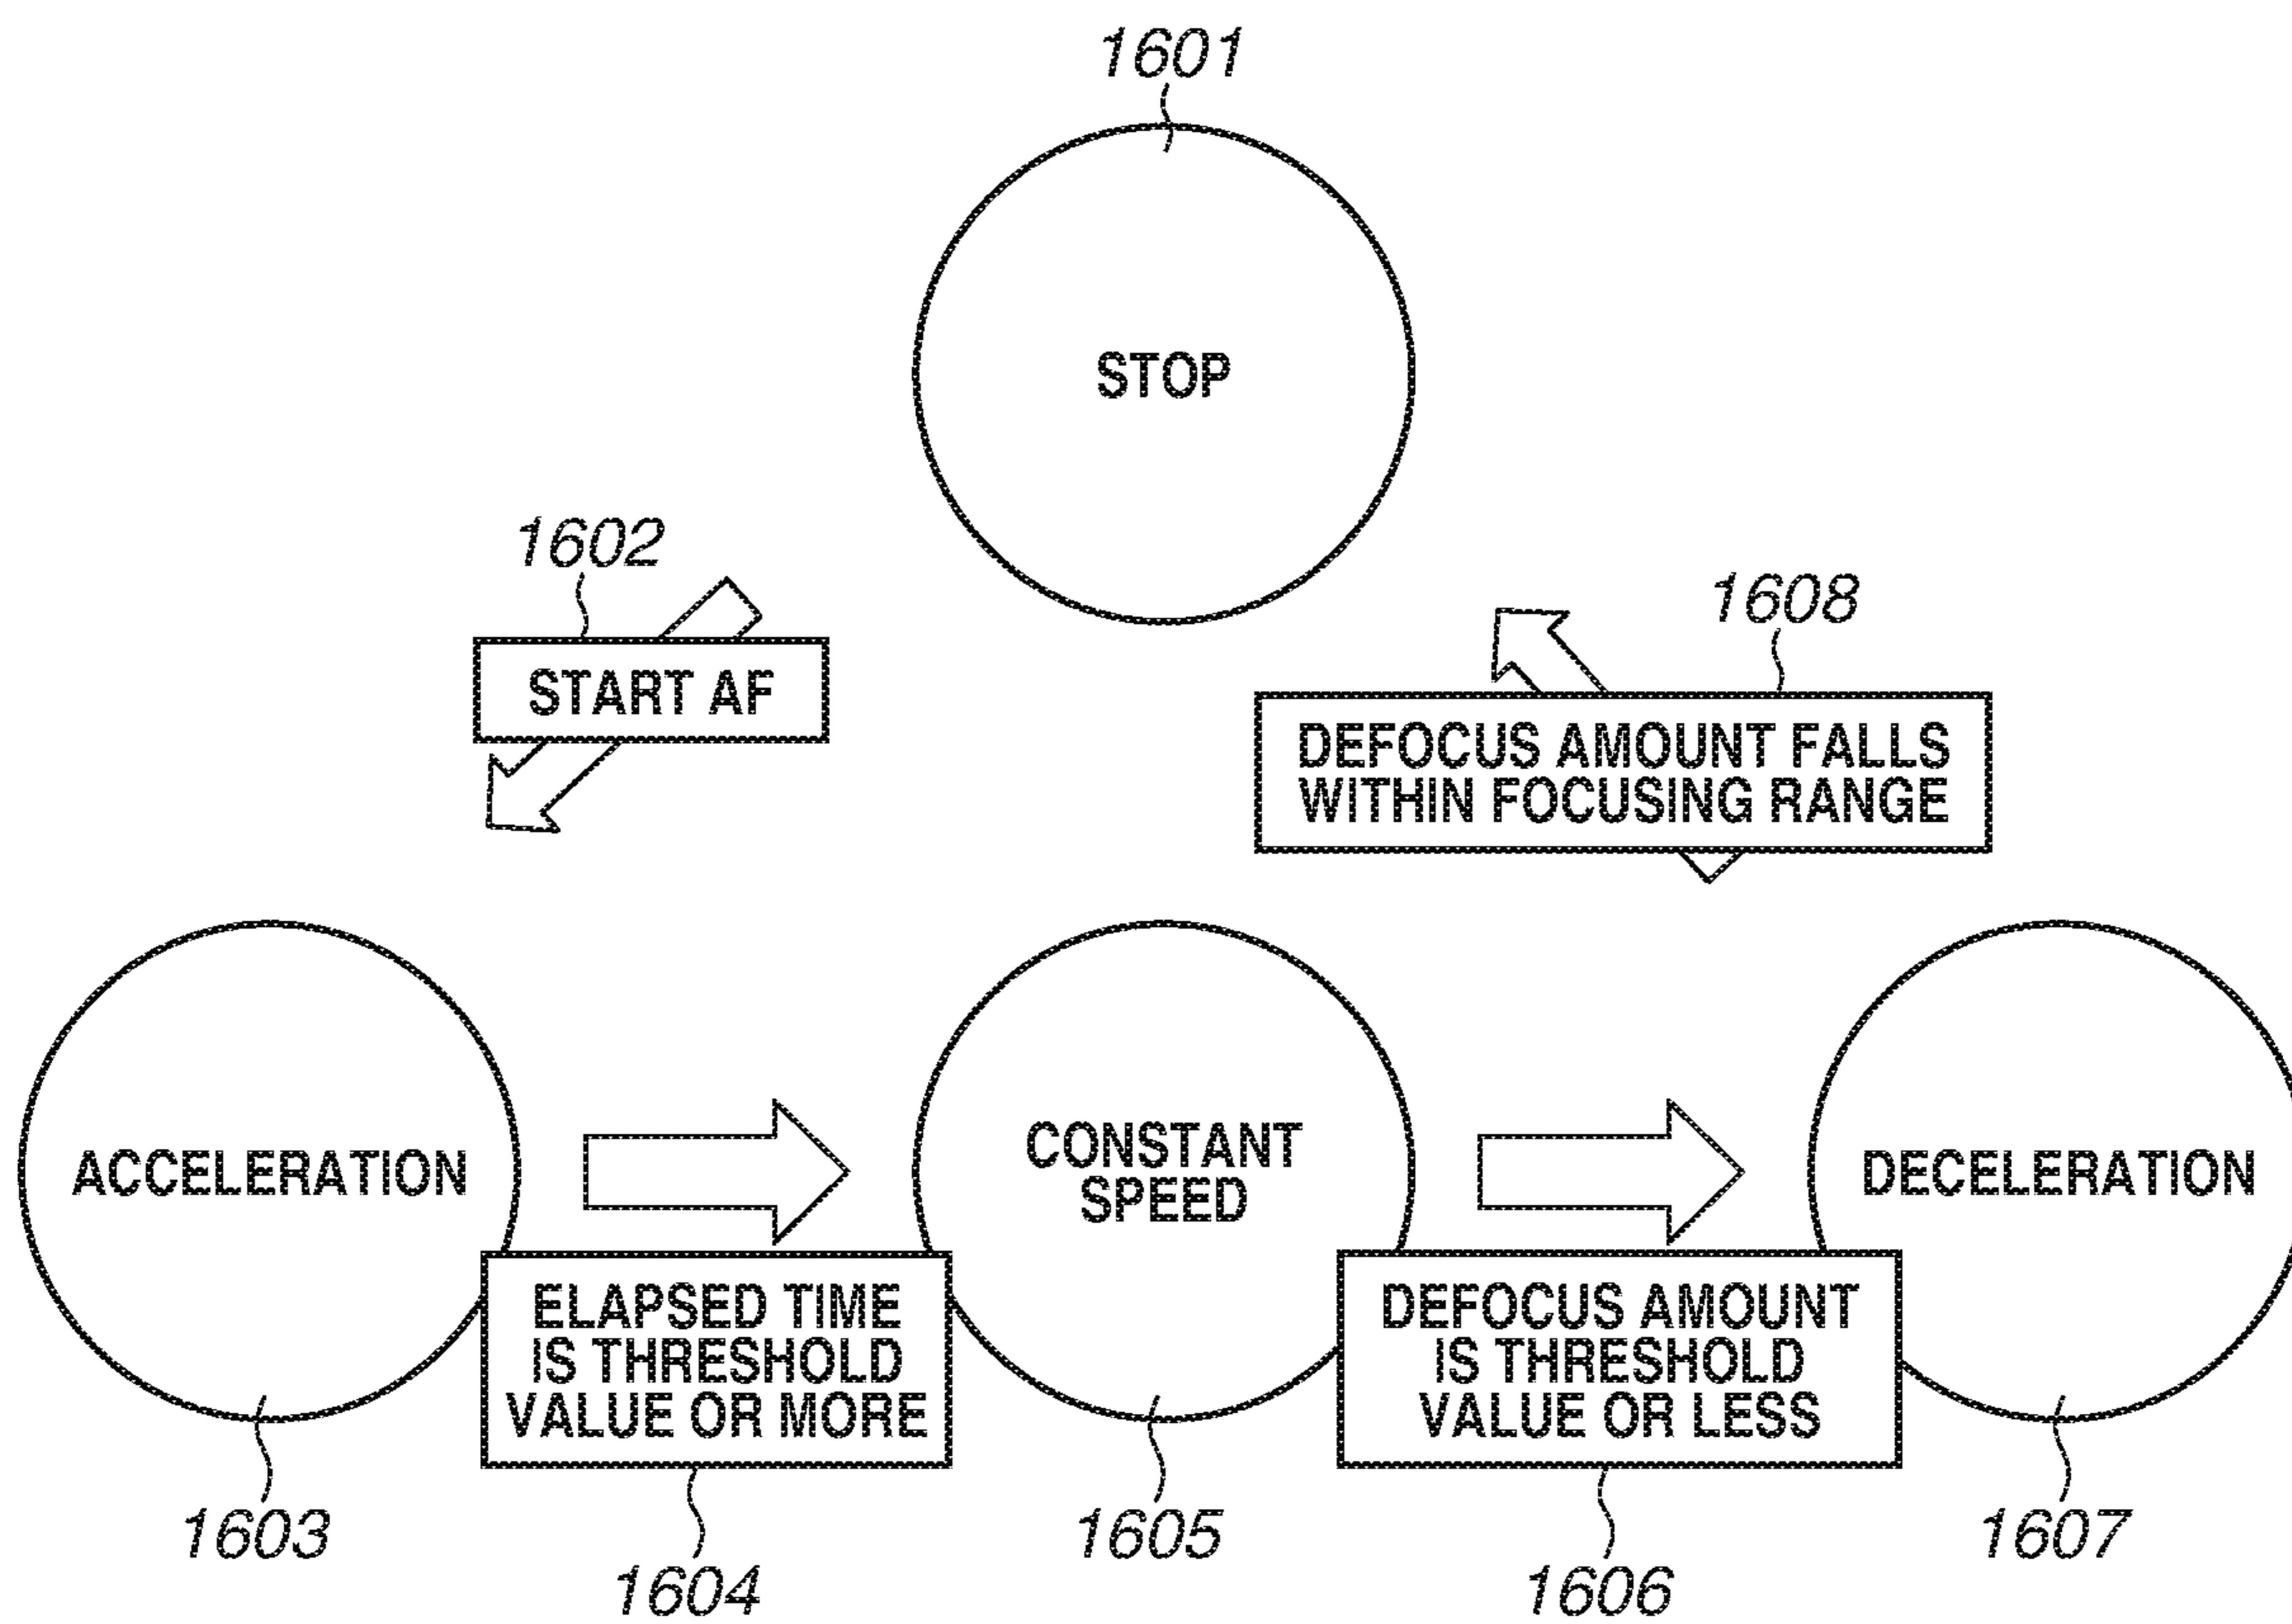 1601
STOP
1602
START AF
1608
DEFOCUS AMOUNT FALLS
WITHIN FOCUSING RANGE
ACCELERATION
CONSTANT
SPEED
DECELERATION
ELAPSED TIME
IS THRESHOLD
VALUE OR MORE
DEFOCUS AMOUNT
IS THRESHOLD
VALUE OR LESS
1603
1604
1605
1606
1607